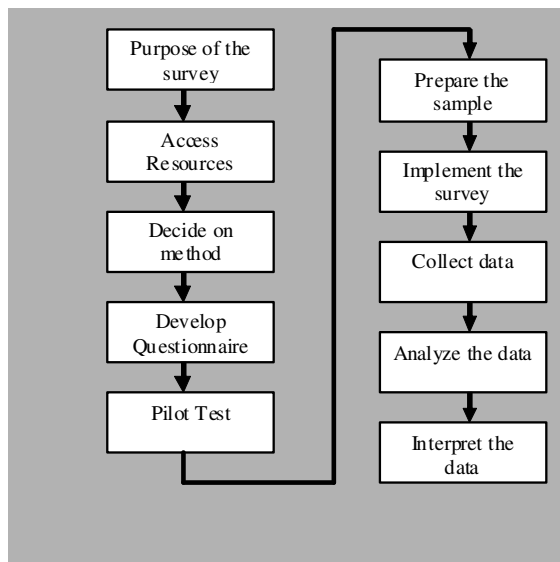 Purpose of the
survey
Access
Resources
Decide on
method
Develop
Questionnaire
Pilot Test
Prepare the
sample
Implement the
survey
Collect data
Analyze the data
Interpret the
data